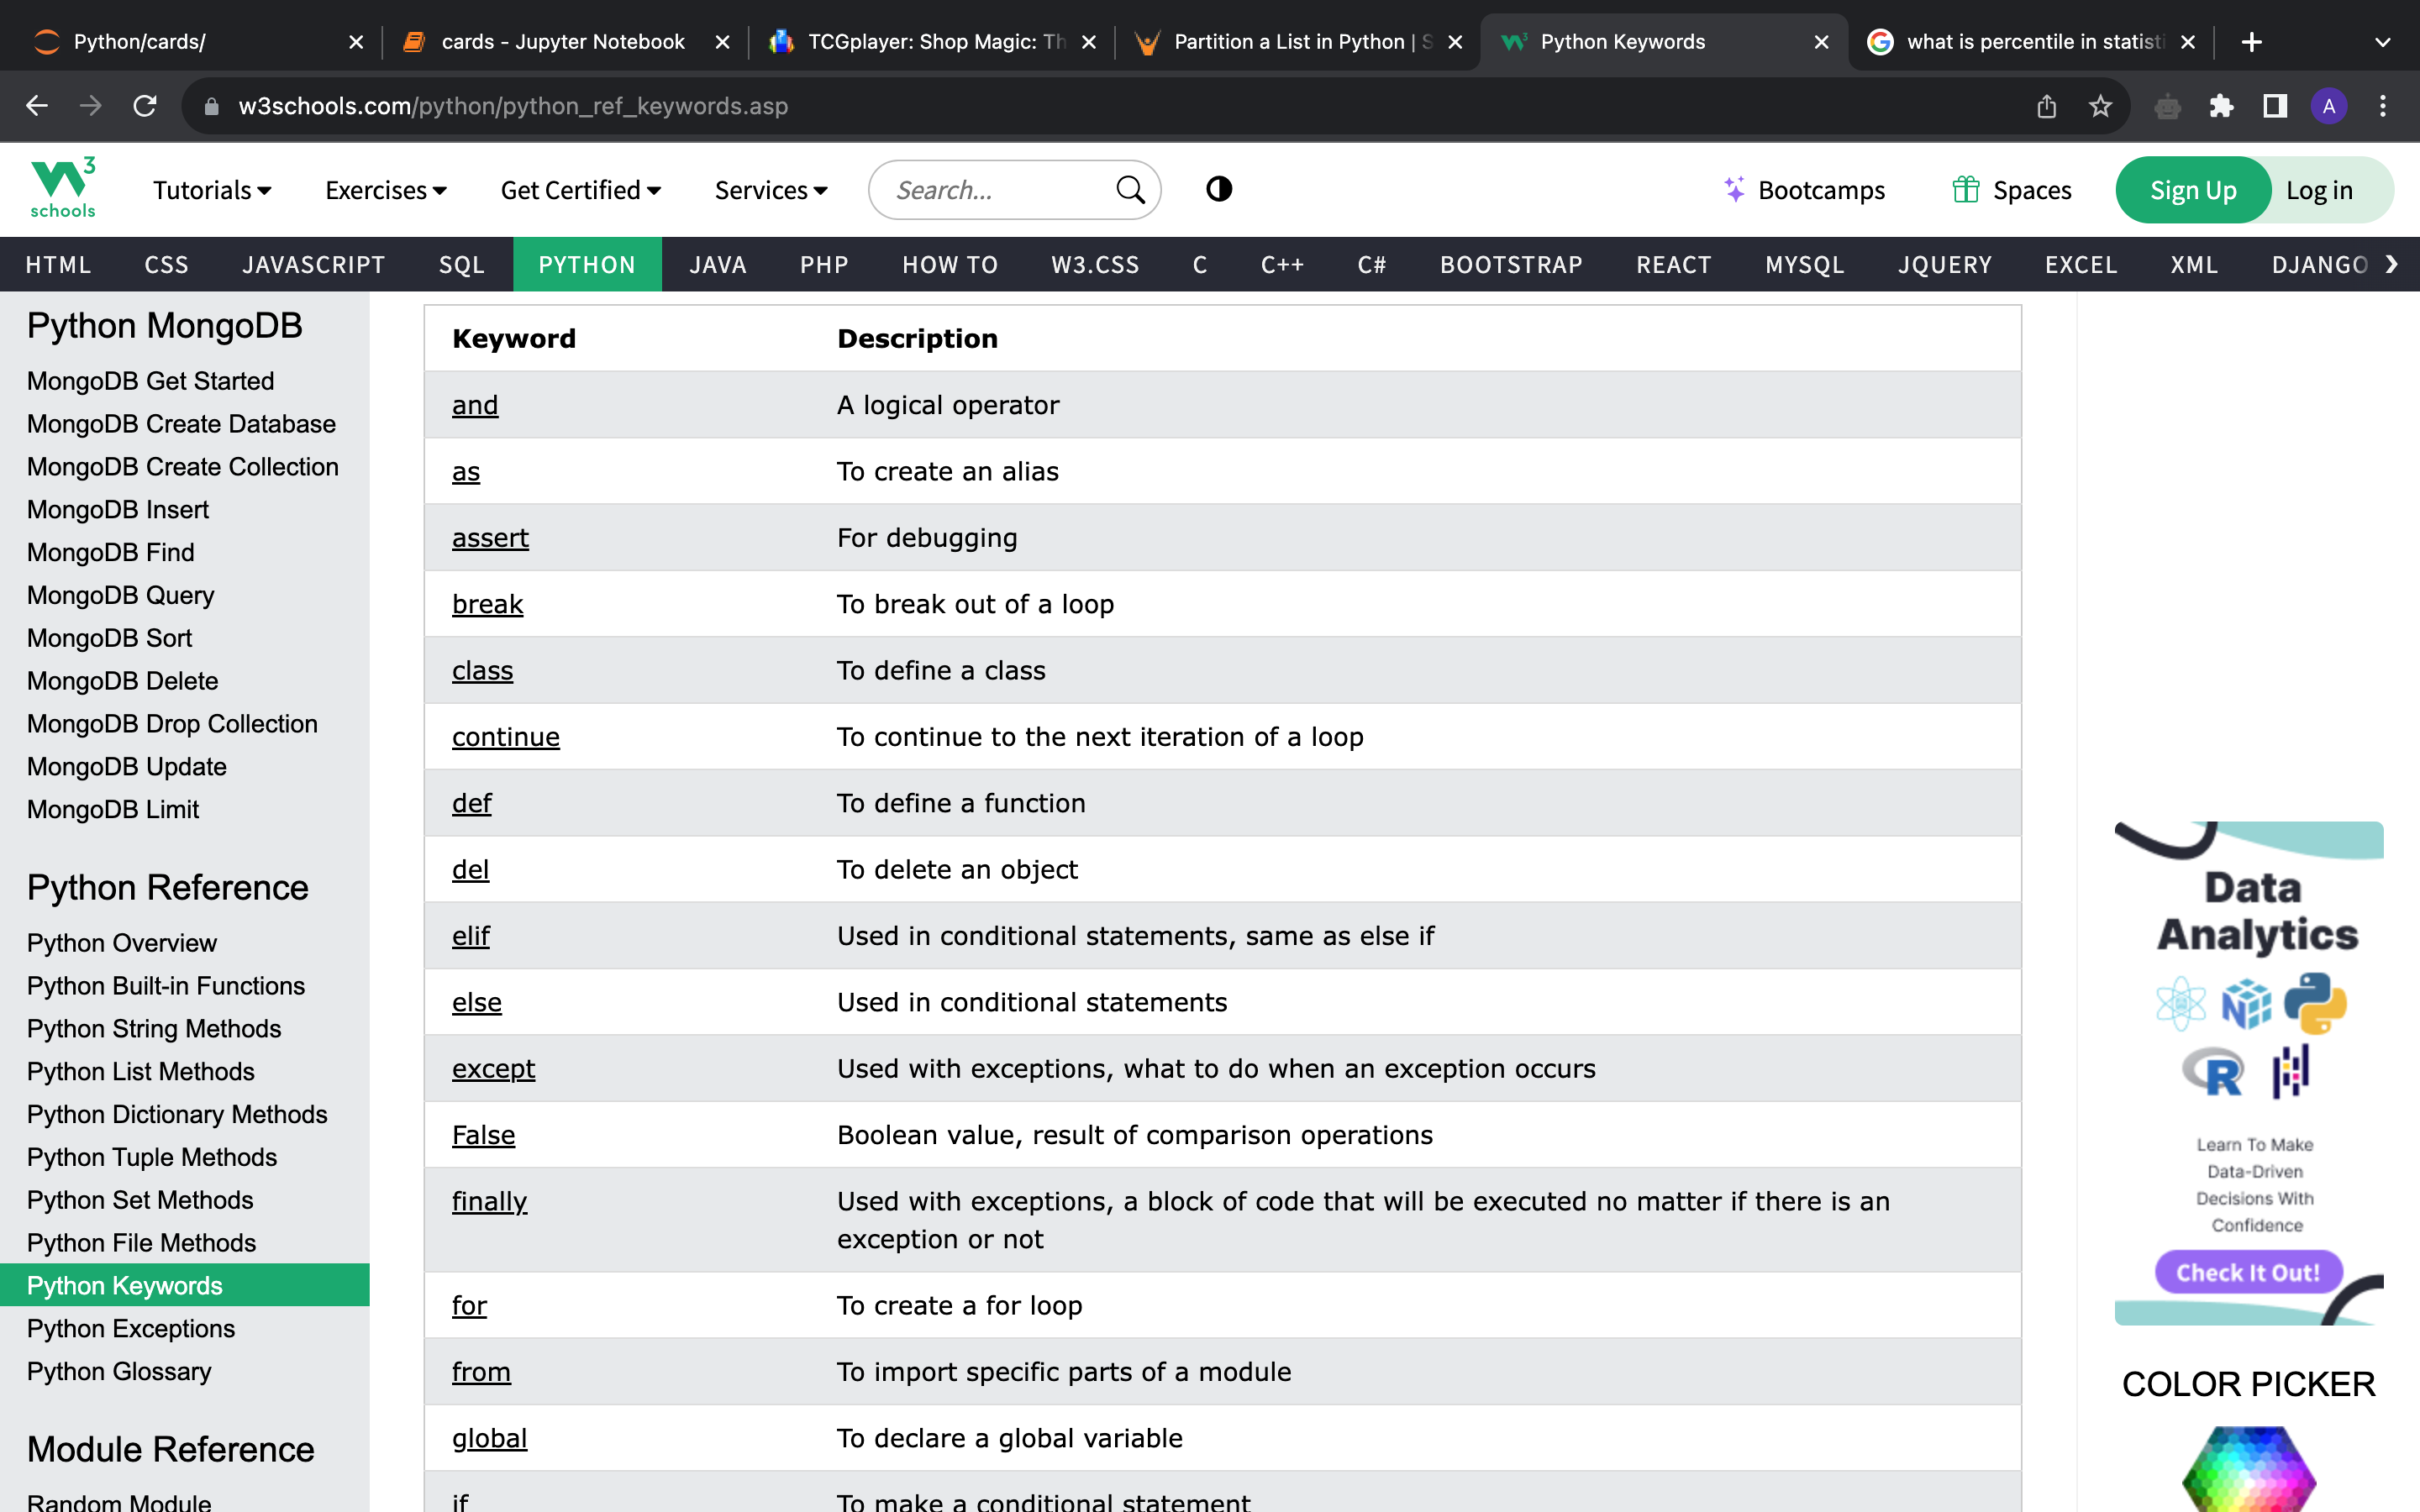 Python/cards/
cards - Jupyter Notebook
TCGplayer: Shop Magic: Th
Partition a List in Python | S
Python Keywords
what is percentile in statisti
w3schools.com/python/python_ref_keywords.asp
A
W3
schools
Tutorials
Exercises
Get Certified
Services
Search...
Bootcamps
Spaces
Sign Up
Log in
HTML CSS JAVASCRIPT SQL PYTHON JAVA PHP HOW TO W3.CSS C C++ C# BOOTSTRAP REACT MYSQL JQUERY EXCEL XML DJANGO ❯
Python MongoDB
MongoDB Get Started
MongoDB Create Database
MongoDB Create Collection
MongoDB Insert
MongoDB Find
MongoDB Query
MongoDB Sort
MongoDB Delete
MongoDB Drop Collection
MongoDB Update
MongoDB Limit
Python Reference
Python Overview
Python Built-in Functions
Python String Methods
Python List Methods
Python Dictionary Methods
Python Tuple Methods
Python Set Methods
Python File Methods
Python Keywords
Python Exceptions
Python Glossary
Module Reference
Random Module
Keyword Description
and A logical operator
as To create an alias
assert For debugging
break To break out of a loop
class To define a class
continue To continue to the next iteration of a loop
def To define a function
del To delete an object
elif Used in conditional statements, same as else if
else Used in conditional statements
except Used with exceptions, what to do when an exception occurs
False Boolean value, result of comparison operations
finally Used with exceptions, a block of code that will be executed no matter if there is an
exception or not
for To create a for loop
from To import specific parts of a module
global To declare a global variable
if To make a conditional statement
Data
Analytics
N
R
Learn To Make
Data-Driven
Decisions With
Confidence
Check It Out!
COLOR PICKER